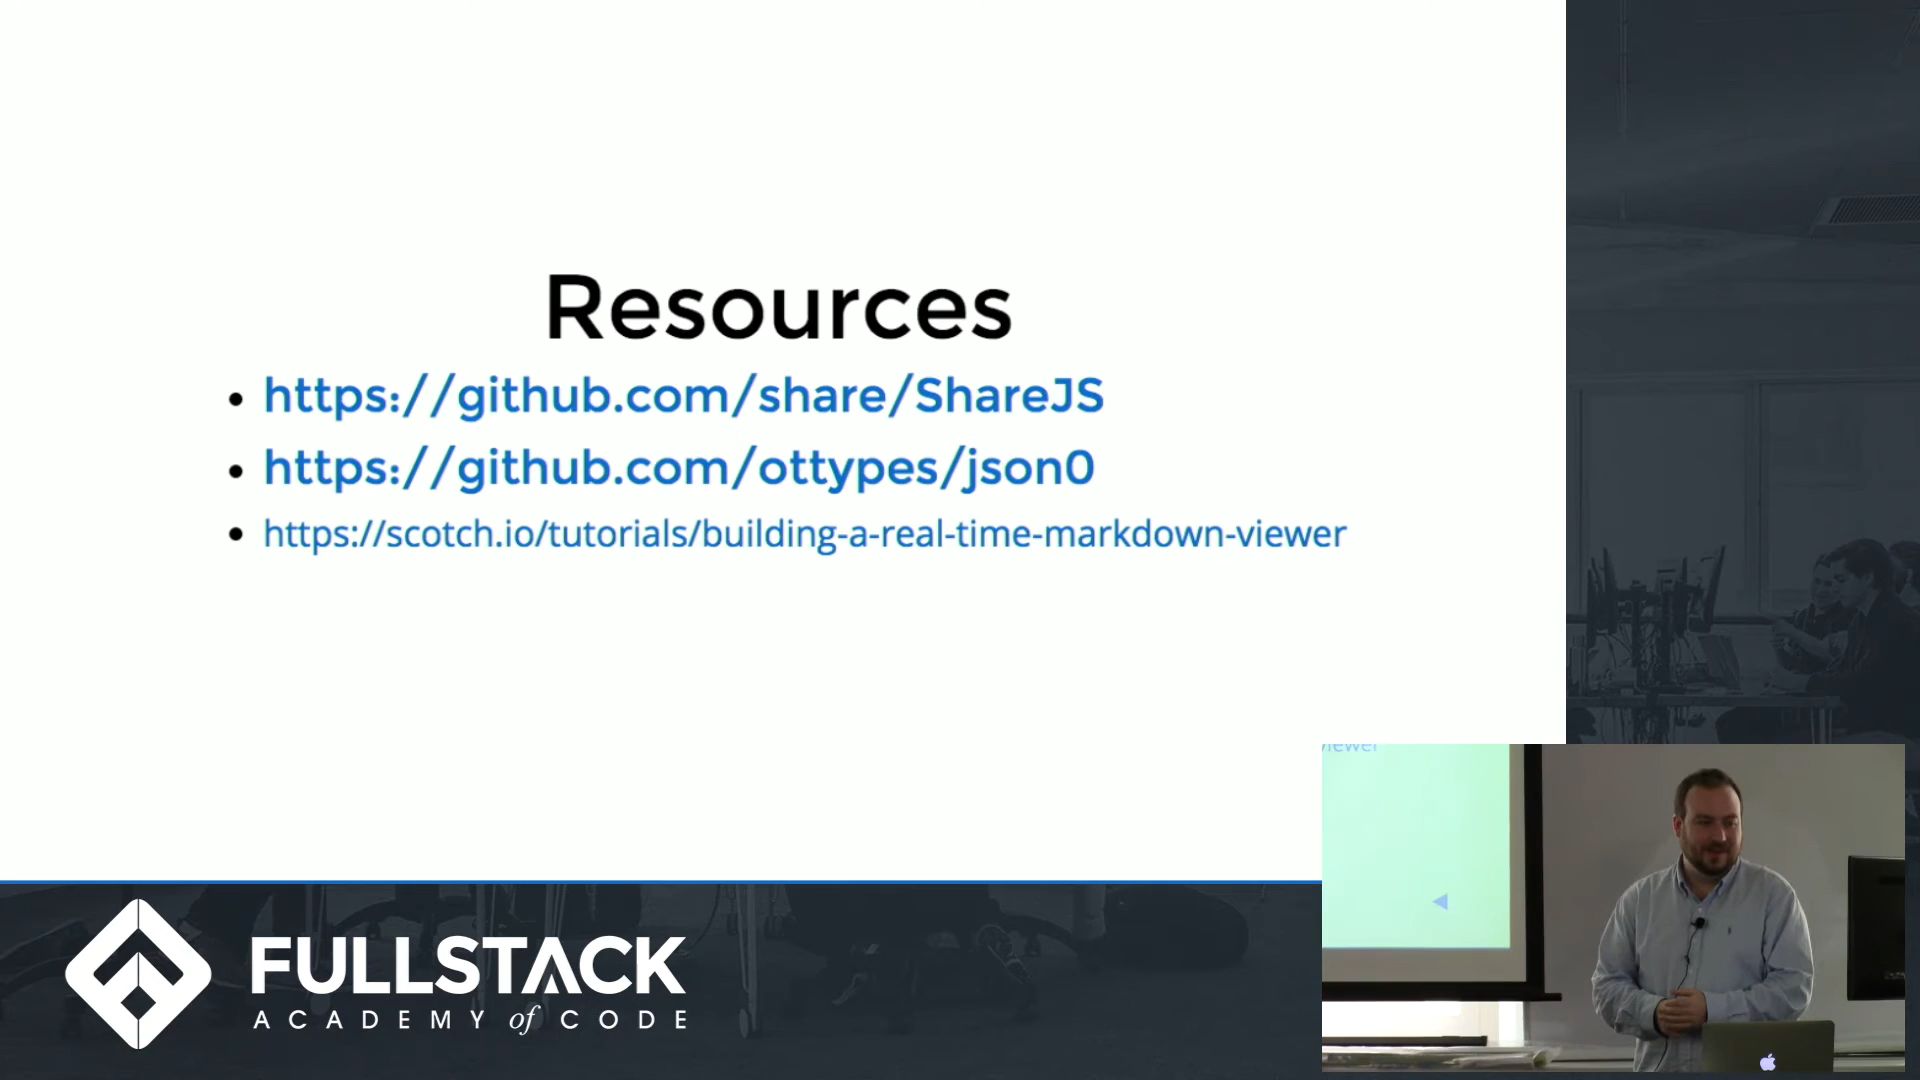 Resources
https://github.com/share/ShareJS
https://github.com/ottypes/json0
https://scotch.io/tutorials/building-a-real-time-markdown-viewer
viewer
FULLSTACK
ACADEMY of CODE